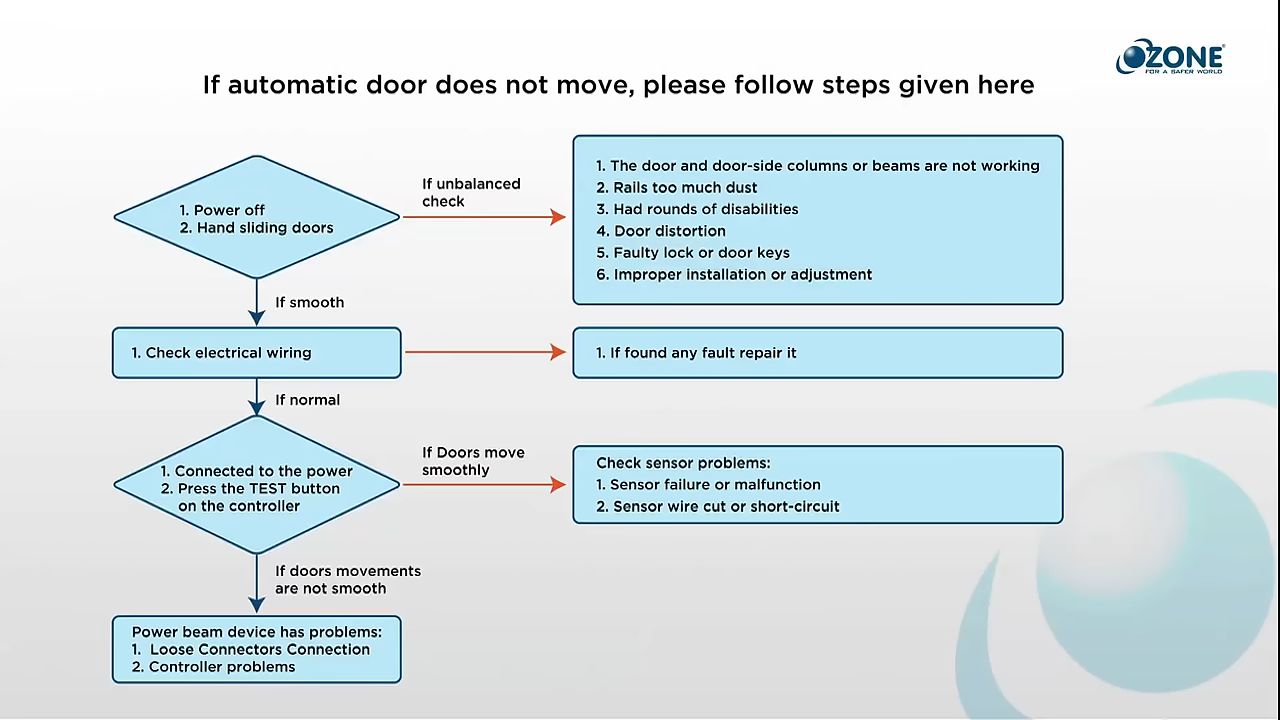 OZONE
FOR A SAFER WORLD
If automatic door does not move, please follow steps given here
1. Power off
2. Hand sliding doors
If unbalanced
check
1. The door and door-side columns or beams are not working
2. Rails too much dust
3. Had rounds of disabilities
4. Door distortion
5. Faulty lock or door keys
6. Improper installation or adjustment
If smooth
1. Check electrical wiring
1. If found any fault repair it
If normal
1. Connected to the power
2. Press the TEST button
on the controller
If Doors move
smoothly
Check sensor problems:
1. Sensor failure or malfunction
2. Sensor wire cut or short-circuit
If doors movements
are not smooth
Power beam device has problems:
1. Loose Connectors Connection
2. Controller problems